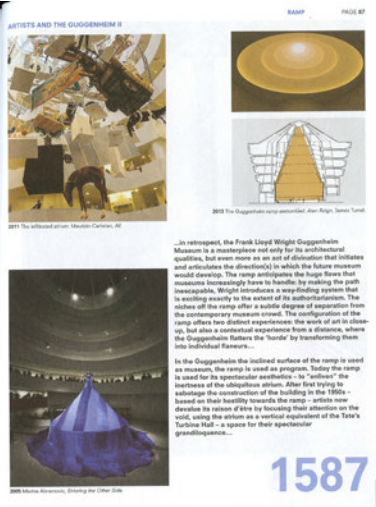 RAMP PAGE 87
ARTISTS AND THE GUGGENHEIM II
2011 The infiltrated atrium: Maurizio Cattelan, All.
2013 The Guggenheim ramp assimilated: Aten Reign, James Turrell.
...in retrospect, the Frank Lloyd Wright Guggenheim
Museum is a masterpiece not only for its architectural
qualities, but even more as an act of divination that initiates
and articulates the direction(s) in which the future museum
would develop. The ramp anticipates the huge flows that
museums increasingly have to handle: by making the path
inescapable, Wright introduces a way-finding system that
is exciting exactly to the extent of its authoritarianism. The
niches off the ramp offer a subtle degree of separation from
the contemporary museum crowd. The configuration of the
ramp offers two distinct experiences: the work of art in close-
up, but also a contextual experience from a distance, where
the Guggenheim flatters the 'horde' by transforming them
into individual flaneurs...
In the Guggenheim the inclined surface of the ramp is used
as museum, the ramp is used as program. Today the ramp
is used for its spectacular aesthetics – to "enliven" the
inertness of the ubiquitous atrium. After first trying to
sabotage the construction of the building in the 1950s –
based on their hostility towards the ramp – artists now
devalue its raison d'être by focusing their attention on the
void, using the atrium as a vertical equivalent of the Tate's
Turbine Hall – a space for their spectacular
grandiloquence...
2005 Marina Abramovic, Entering the Other Side.
1587